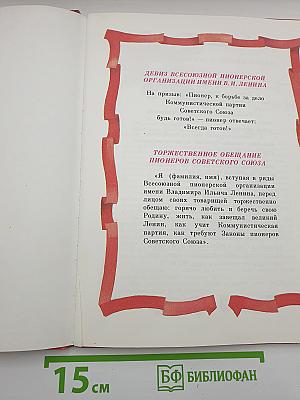 ДЕВИЗ ВСЕСОЮЗНОЙ ПИОНЕРСКОЙ
ОРГАНИЗАЦИИ ИМЕНИ В. И. ЛЕНИНА
На призыв: «Пионер, к борьбе за дело
Коммунистической партии
Советского Союза
будь готов!» — пионер отвечает:
«Всегда готов!»
ТОРЖЕСТВЕННОЕ ОБЕЩАНИЕ
ПИОНЕРОВ СОВЕТСКОГО СОЮЗА
«Я (фамилия, имя), вступая в ряды
Всесоюзной пионерской организации
имени Владимира Ильича Ленина, перед
лицом своих товарищей торжественно
обещаю: горячо любить и беречь свою
Родину, жить, как завещал великий
Ленин, как учит Коммунистическая
партия, как требуют Законы пионеров
Советского Союза».
15 см
БФ БИБЛИОФАН